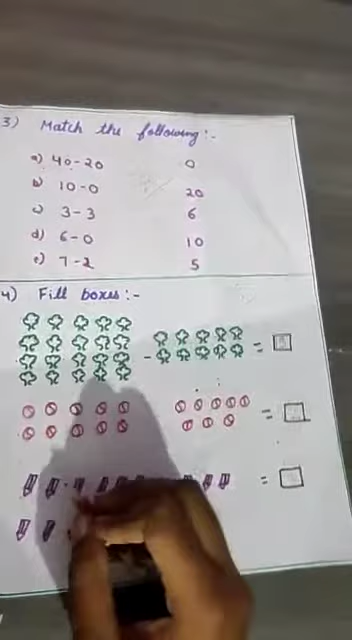 3) Match the following :-
a) 40-20 0
b) 10-0 20
c) 3-3 6
d) 6-0 10
e) 7-2 5
4) Fill boxes :-
- =
=
=